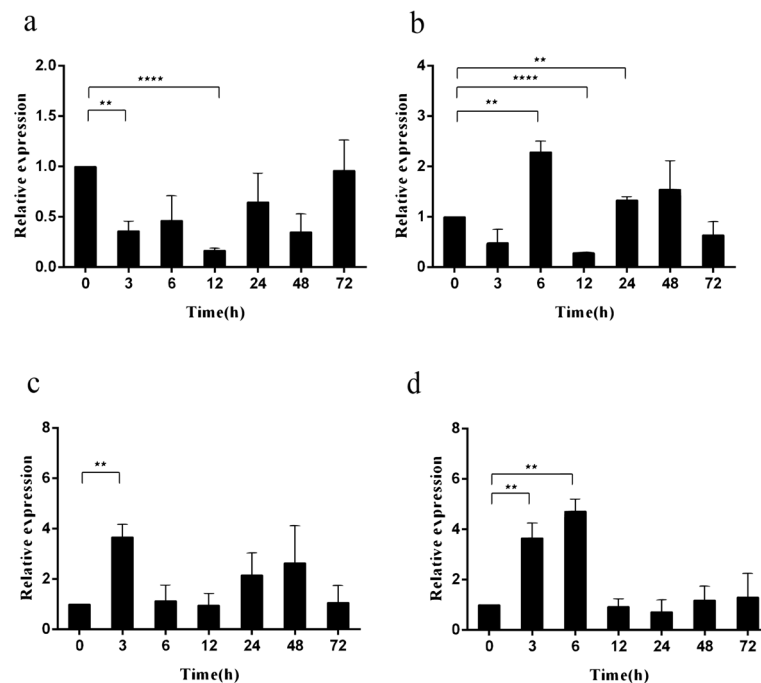 a
2.0
1.5
1.0
0.5
0.0
Relative expression
****
**
0 3 6 12 24 48 72
Time(h)
b
4
3
2
1
0
Relative expression
**
****
**
0 3 6 12 24 48 72
Time(h)
c
8
6
4
2
0
Relative expression
**
0 3 6 12 24 48 72
Time(h)
d
8
6
4
2
0
Relative expression
**
**
0 3 6 12 24 48 72
Time(h)